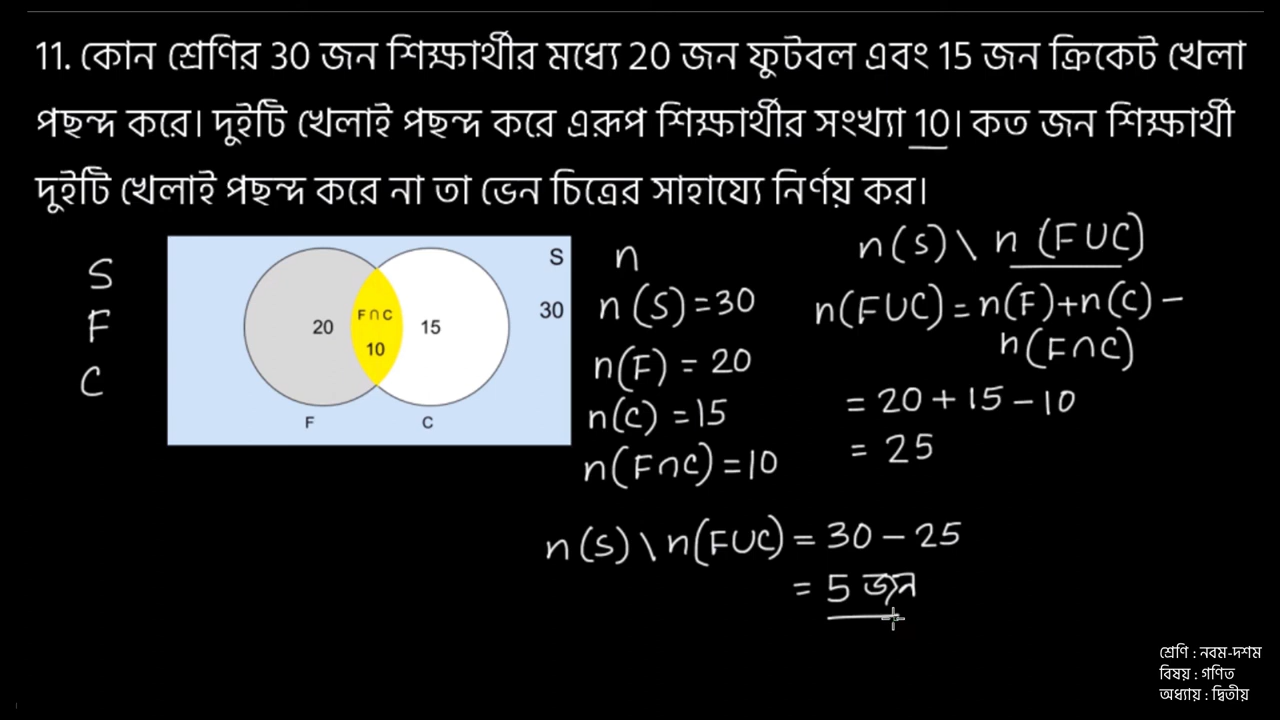 11. কোন শ্রেণির 30 জন শিক্ষার্থীর মধ্যে 20 জন ফুটবল এবং 15 জন ক্রিকেট খেলা
পছন্দ করে। দুইটি খেলাই পছন্দ করে এরূপ শিক্ষার্থীর সংখ্যা 10। কত জন শিক্ষার্থী
দুইটি খেলাই পছন্দ করে না তা ভেন চিত্রের সাহায্যে নির্ণয় কর।
S
F
C
S
30
20
F∩C
10
15
F
C
n
n(S)=30
n(F) = 20
n(C) =15
n(F∩C)=10
n(S) \ n (F∪C)
n(F∪C) = n(F)+n(C) –
n(F∩C)
= 20 + 15 – 10
= 25
n(S) \ n(F∪C) = 30 – 25
= 5 জন
শ্রেণি : নবম-দশম
বিষয় : গণিত
অধ্যায় : দ্বিতীয়